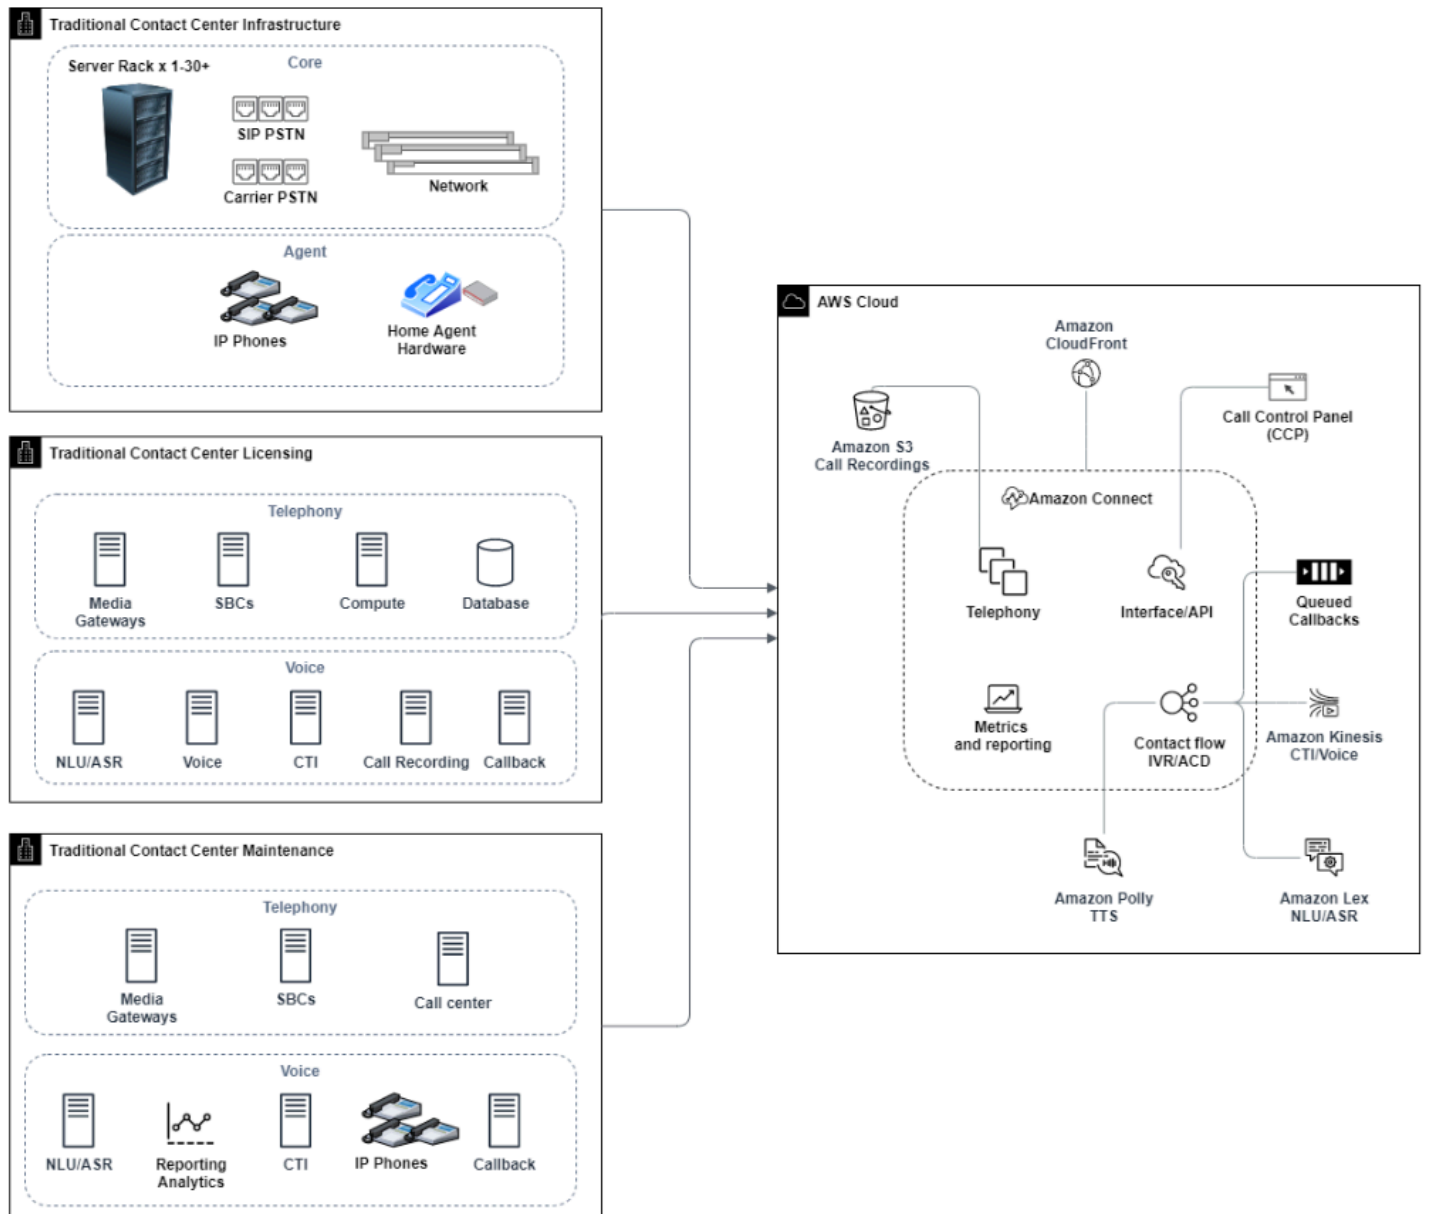 Traditional Contact Center Infrastructure
Core
Server Rack x 1-30+
SIP PSTN
Carrier PSTN
Network
Agent
IP Phones
Home Agent
Hardware
Traditional Contact Center Licensing
Telephony
Media
Gateways
SBCs
Compute
Database
Voice
NLU/ASR
Voice
CTI
Call Recording
Callback
Traditional Contact Center Maintenance
Telephony
Media
Gateways
SBCs
Call center
Voice
NLU/ASR
Reporting
Analytics
CTI
IP Phones
Callback
AWS Cloud
Amazon
CloudFront
Amazon S3
Call Recordings
Call Control Panel
(CCP)
Amazon Connect
Telephony
Interface/API
Queued
Callbacks
Metrics
and reporting
Contact flow
IVR/ACD
Amazon Kinesis
CTI/Voice
Amazon Polly
TTS
Amazon Lex
NLU/ASR